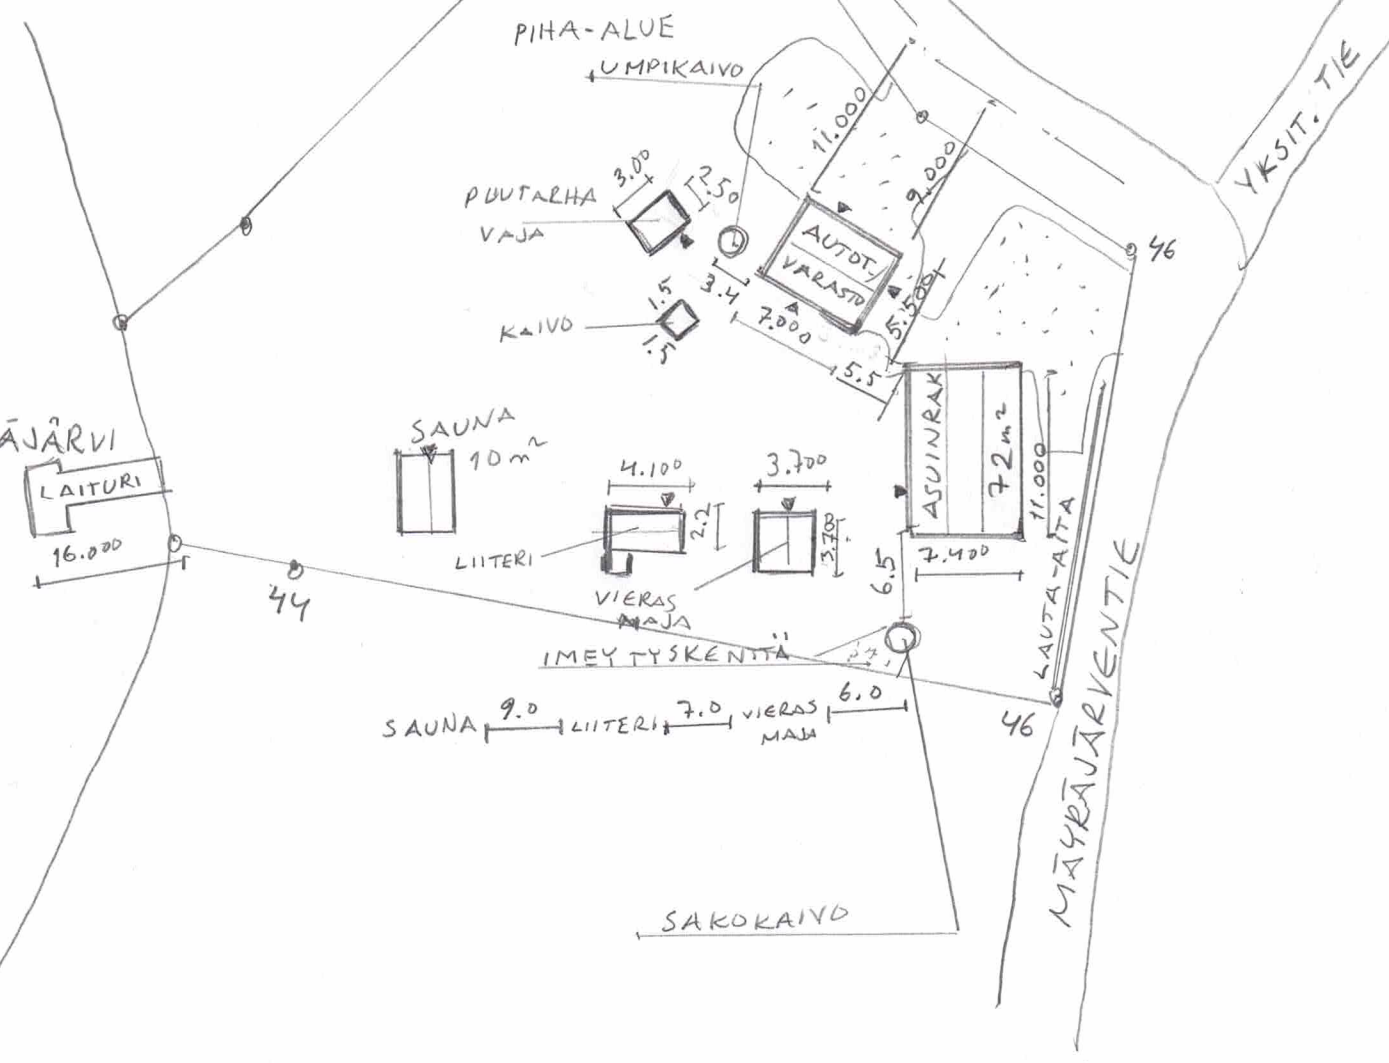 PIHA-ALUE
UMPIKAIVO
YKSIT. TIE
11.000
9.000
3.00
2.50
PUUTARHA
VAJA
AUTOT/
VARASTO
46
3.4
5.500
1.5
KAIVO
1.5
7.000
5.5
ÄJÄRVI
SAUNA
10 m²
LAITURI
16.000
4.100
2.2
3.700
3.70
LIITERI
ASUINRAK
72 m²
11.000
7.400
6.5
44
VIERAS
MAJA
LAUTA-AITA
IMEYTYSKENTTÄ
6.0
SAUNA 9.0 LIITERI 7.0 VIERAS
MAJA
46
MÄYRÄJÄRVENTIE
SAKOKAIVO